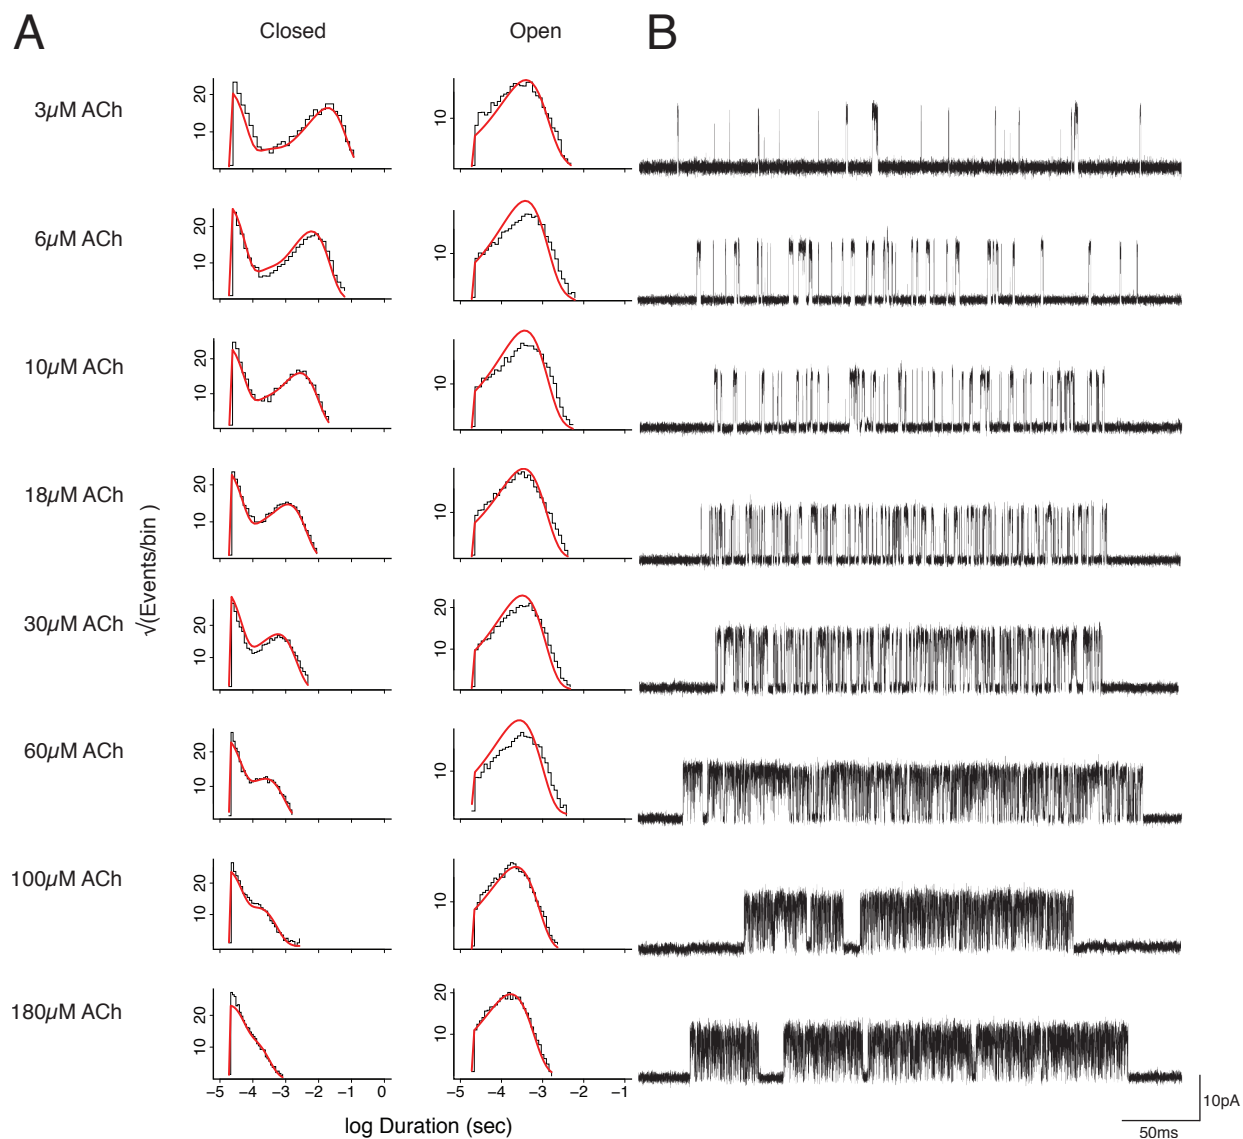 A
Closed
Open
B
3µM ACh
20
10
10
6µM ACh
20
10
10
10µM ACh
20
10
10
18µM ACh
20
10
10
30µM ACh
20
10
20
10
60µM ACh
20
10
10
100µM ACh
20
10
10
180µM ACh
20
10
20
10
√(Events/bin )
−5 −4 −3 −2 −1 0
−5 −4 −3 −2 −1
log Duration (sec)
10pA
50ms